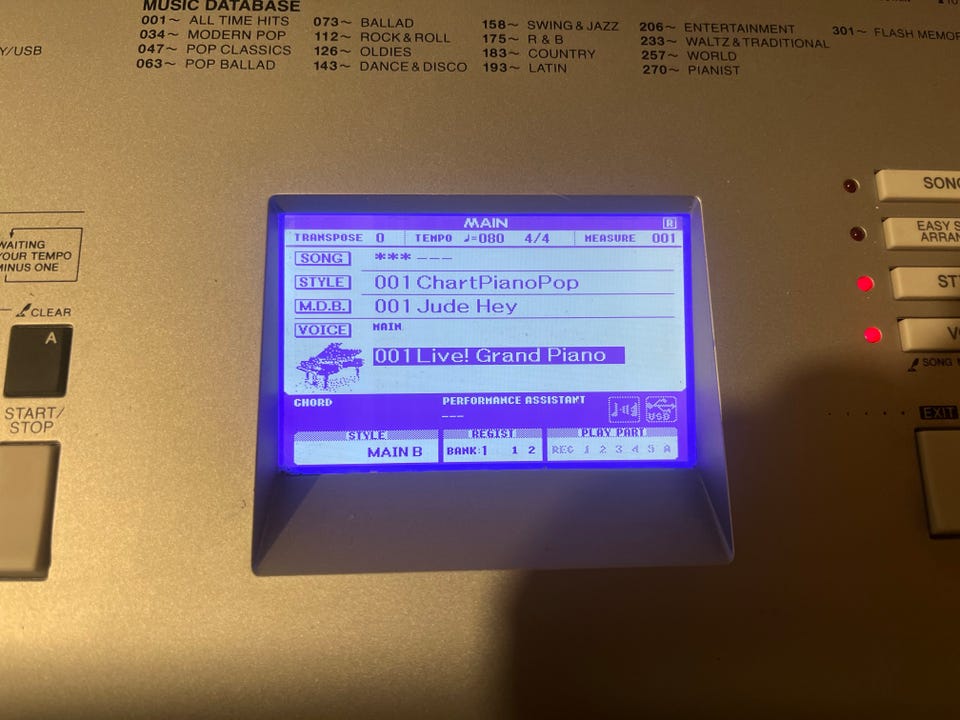 MUSIC DATABASE
001~ ALL TIME HITS
034~ MODERN POP
047~ POP CLASSICS
063~ POP BALLAD
073~ BALLAD
112~ ROCK & ROLL
126~ OLDIES
143~ DANCE & DISCO
158~ SWING & JAZZ
175~ R & B
183~ COUNTRY
193~ LATIN
206~ ENTERTAINMENT
233~ WALTZ & TRADITIONAL
257~ WORLD
270~ PIANIST
301~ FLASH MEMOR
Y/USB
WAITING
YOUR TEMPO
MINUS ONE
CLEAR
A
START/
STOP
MAIN R
TRANSPOSE 0 TEMPO ♩=080 4/4 MEASURE 001
SONG *** ---
STYLE 001 ChartPianoPop
M.D.B. 001 Jude Hey
VOICE MAIN
001 Live! Grand Piano
CHORD PERFORMANCE ASSISTANT
---
USB
STYLE REGIST PLAY PART
MAIN B BANK:1 1 2 REC 1 2 3 4 5 A
SONG
EASY S
ARRAN
ST
V
SONG
EXIT